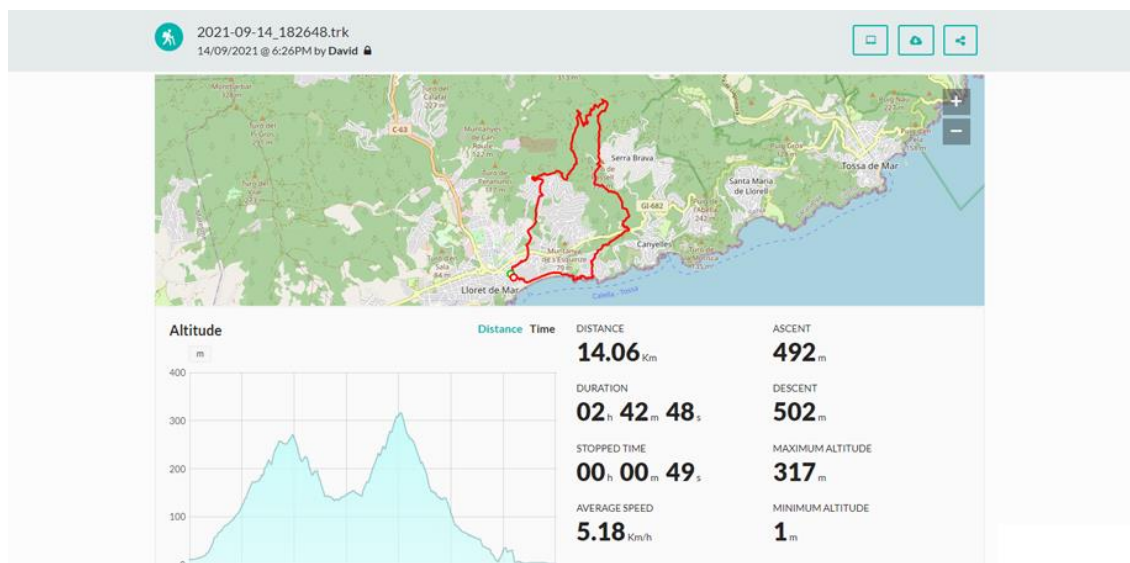 2021-09-14_182648.trk
14/09/2021 @ 6:26PM by David
C-63
Serra Brava
Tossa de Mar
Santa Maria
de Llorell
GI-682
Canyelles
Lloret de Mar
Calella - Tossa
+
−
Altitude
Distance Time
m
400
300
200
100
0
DISTANCE
14.06 Km
ASCENT
492 m
DURATION
02 h 42 m 48 s
DESCENT
502 m
STOPPED TIME
00 h 00 m 49 s
MAXIMUM ALTITUDE
317 m
AVERAGE SPEED
5.18 Km/h
MINIMUM ALTITUDE
1 m